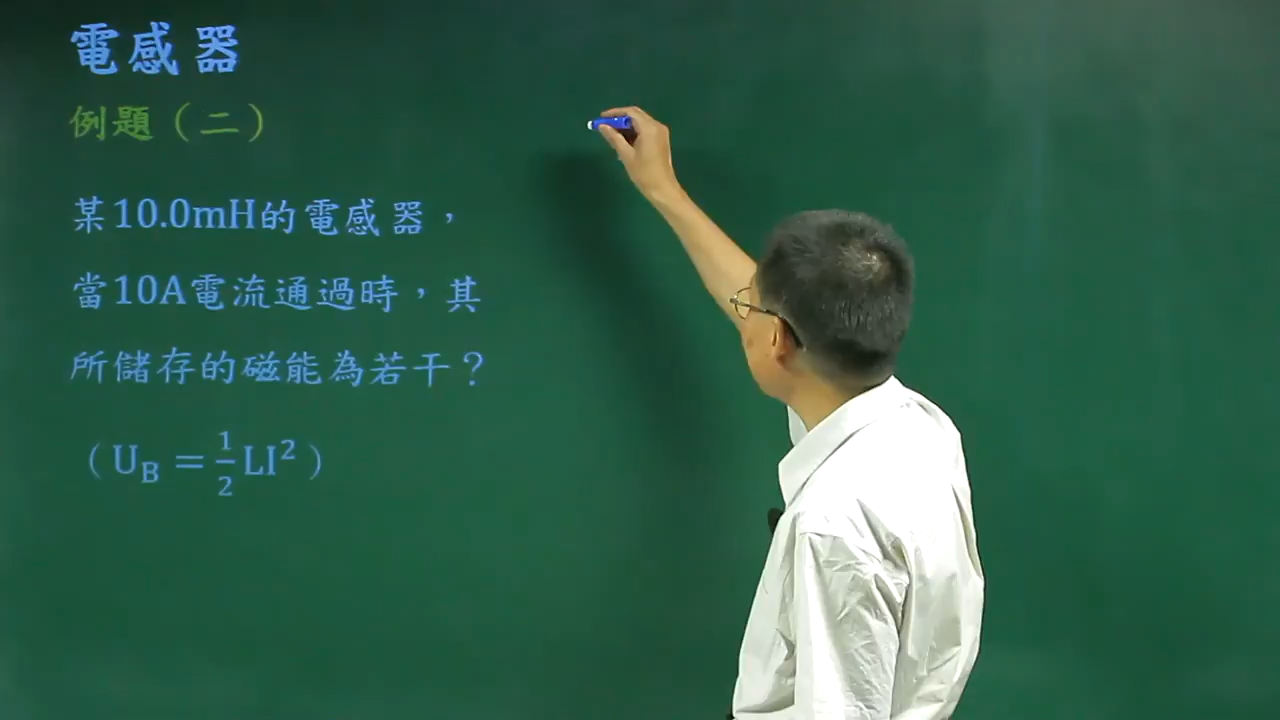 電感器
例題（二）
某10.0mH的電感器，
當10A電流通過時，其
所儲存的磁能為若干？
（U_B = 1/2 LI²）